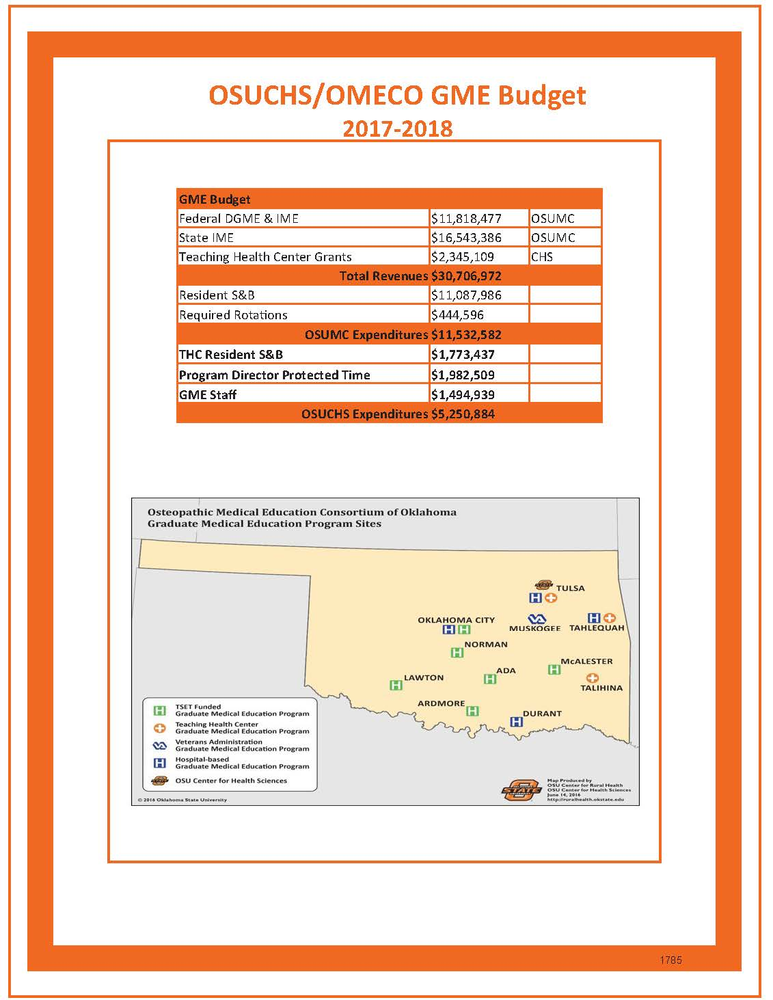 OSUCHS/OMECO GME Budget
2017-2018
GME Budget
Federal DGME & IME $11,818,477 OSUMC
State IME $16,543,386 OSUMC
Teaching Health Center Grants $2,345,109 CHS
Total Revenues $30,706,972
Resident S&B $11,087,986
Required Rotations $444,596
OSUMC Expenditures $11,532,582
THC Resident S&B $1,773,437
Program Director Protected Time $1,982,509
GME Staff $1,494,939
OSUCHS Expenditures $5,250,884
Osteopathic Medical Education Consortium of Oklahoma
Graduate Medical Education Program Sites
TULSA
OKLAHOMA CITY
MUSKOGEE
TAHLEQUAH
NORMAN
McALESTER
ADA
LAWTON
TALIHINA
ARDMORE
DURANT
TSET Funded
Graduate Medical Education Program
Teaching Health Center
Graduate Medical Education Program
Veterans Administration
Graduate Medical Education Program
Hospital-based
Graduate Medical Education Program
OSU Center for Health Sciences
© 2016 Oklahoma State University
STATE
Map Produced by
OSU Center for Rural Health
OSU Center for Health Sciences
June 14, 2016
http://ruralhealth.okstate.edu
1785